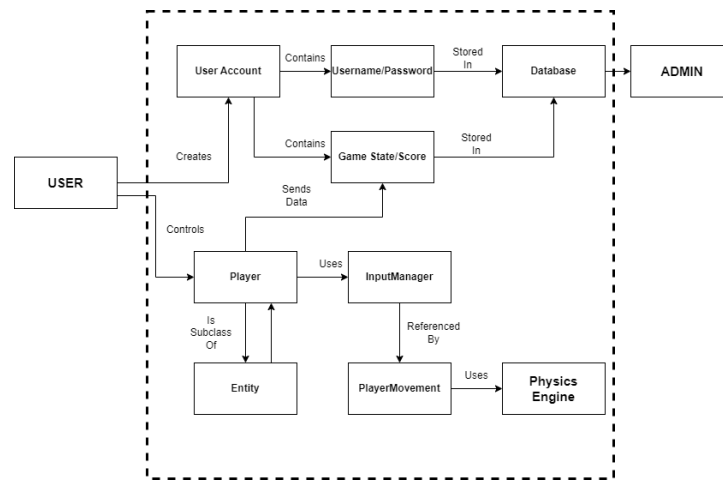 User Account
Contains
Username/Password
Stored
In
Database
ADMIN
Creates
Contains
Game State/Score
Stored
In
USER
Sends
Data
Controls
Player
Uses
InputManager
Is
Subclass
Of
Referenced
By
Entity
PlayerMovement
Uses
Physics
Engine